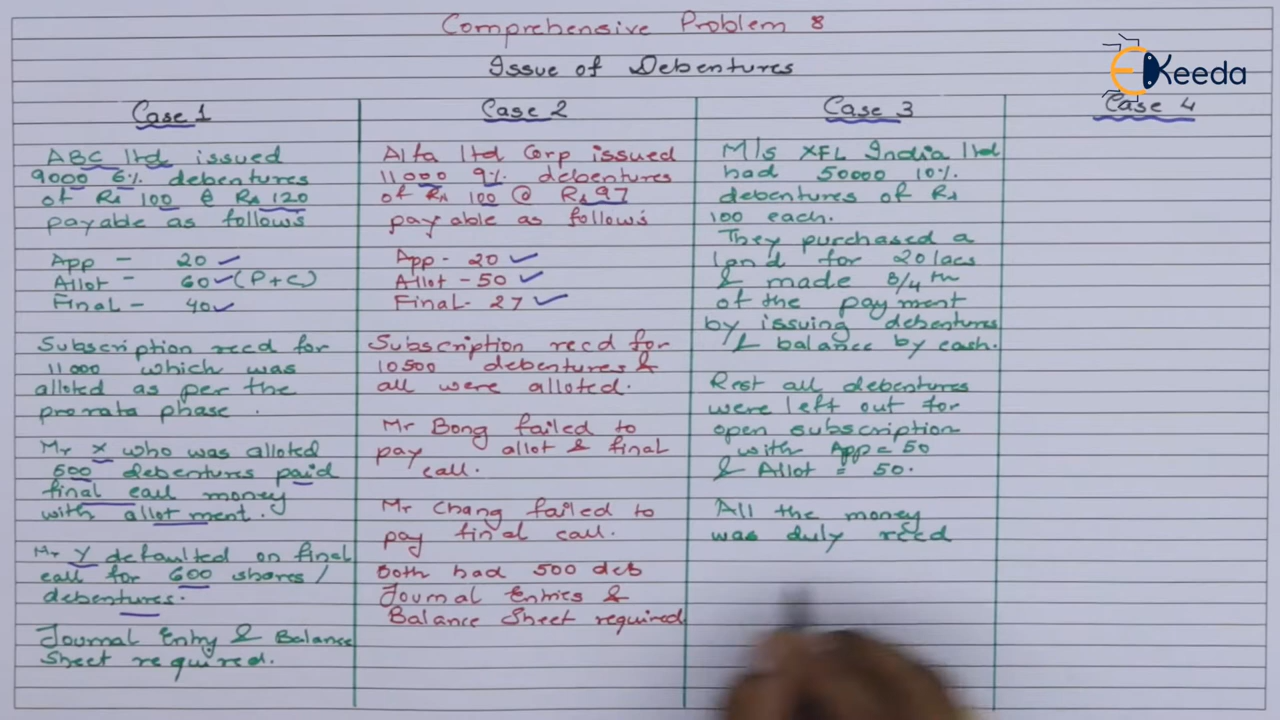 Comprehensive Problem 8
Issue of Debentures
EKeeda
Case 1
ABC ltd issued
9000 6% debentures
of Rs 100 @ Rs 120
payable as follows
App - 20
Allot - 60 (P+C)
Final - 40
Subscription recd for
11000 which was
alloted as per the
prorata phase.
Mr X who was alloted
500 debentures paid
final call money
with allotment.
Mr Y defaulted on final
call for 600 shares/
debentures.
Journal Entry & Balance
Sheet required.
Case 2
Alfa ltd Corp issued
11000 9% debentures
of Rs 100 @ Rs 97
payable as follows
App - 20
Allot - 50
Final - 27
Subscription recd for
10500 debentures &
all were alloted.
Mr Bong failed to
pay allot & final
call.
Mr Chang failed to
pay final call.
Both had 500 deb
Journal Entries &
Balance Sheet required
Case 3
M/s XFL India ltd
had 50000 10%
debentures of Rs
100 each.
They purchased a
land for 20 lacs
& made 3/4th
of the payment
by issuing debentures
& balance by cash.
Rest all debentures
were left out for
open subscription
with App = 50
& Allot = 50.
All the money
was duly recd
Case 4